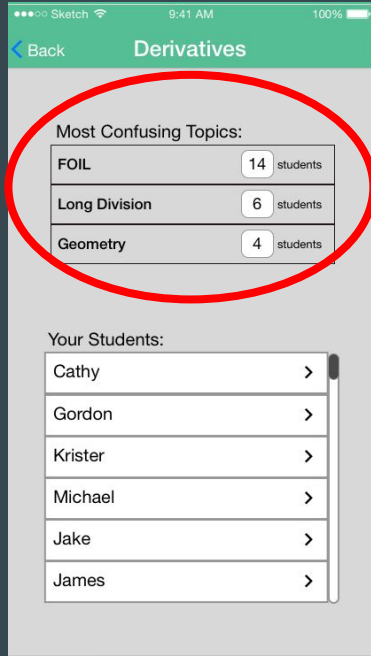 Sketch 9:41 AM 100%
Back Derivatives
Most Confusing Topics:
FOIL 14 students
Long Division 6 students
Geometry 4 students
Your Students:
Cathy
Gordon
Krister
Michael
Jake
James